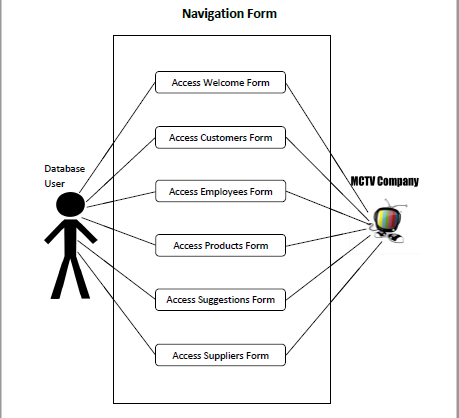 Navigation Form
Access Welcome Form
Access Customers Form
Database
User
MCTV Company
Access Employees Form
Access Products Form
Access Suggestions Form
Access Suppliers Form